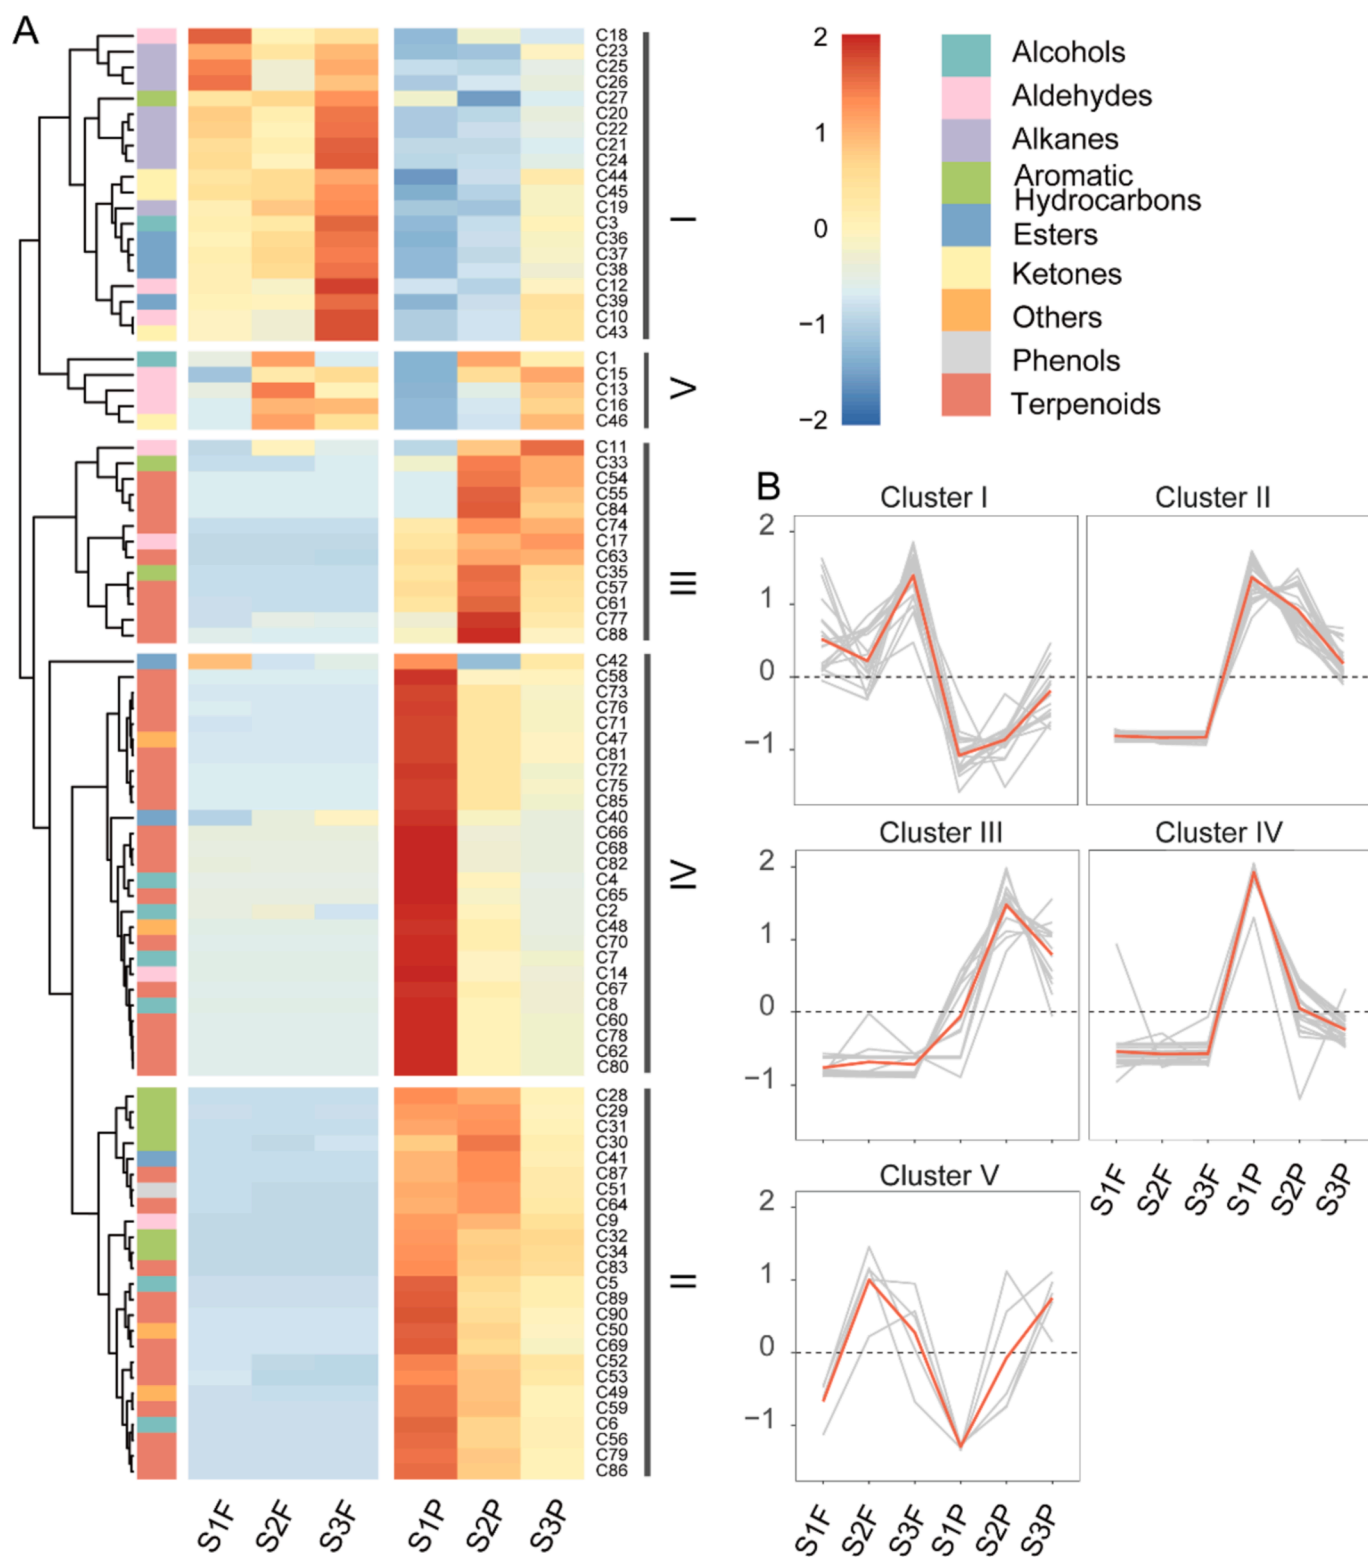 A
C18
C23
C25
C26
C27
C20
C22
C21
C24
C44
C45
C19
C3
C36
C37
C38
C12
C39
C10
C43
I
C1
C15
C13
C16
C46
V
C11
C33
C54
C55
C84
C74
C17
C63
C35
C57
C61
C77
C88
III
C42
C58
C73
C76
C71
C47
C81
C72
C75
C85
C40
C66
C68
C82
C4
C65
C2
C48
C70
C7
C14
C67
C8
C60
C78
C62
C80
IV
C28
C29
C31
C30
C41
C87
C51
C64
C9
C32
C34
C83
C5
C89
C90
C50
C69
C52
C53
C49
C59
C6
C56
C79
C86
II
S1F
S2F
S3F
S1P
S2P
S3P
2
1
0
−1
−2
Alcohols
Aldehydes
Alkanes
Aromatic
Hydrocarbons
Esters
Ketones
Others
Phenols
Terpenoids
B
Cluster I
Cluster II
2
1
0
−1
Cluster III
Cluster IV
2
1
0
−1
S1F
S2F
S3F
S1P
S2P
S3P
Cluster V
2
1
0
−1
S1F
S2F
S3F
S1P
S2P
S3P